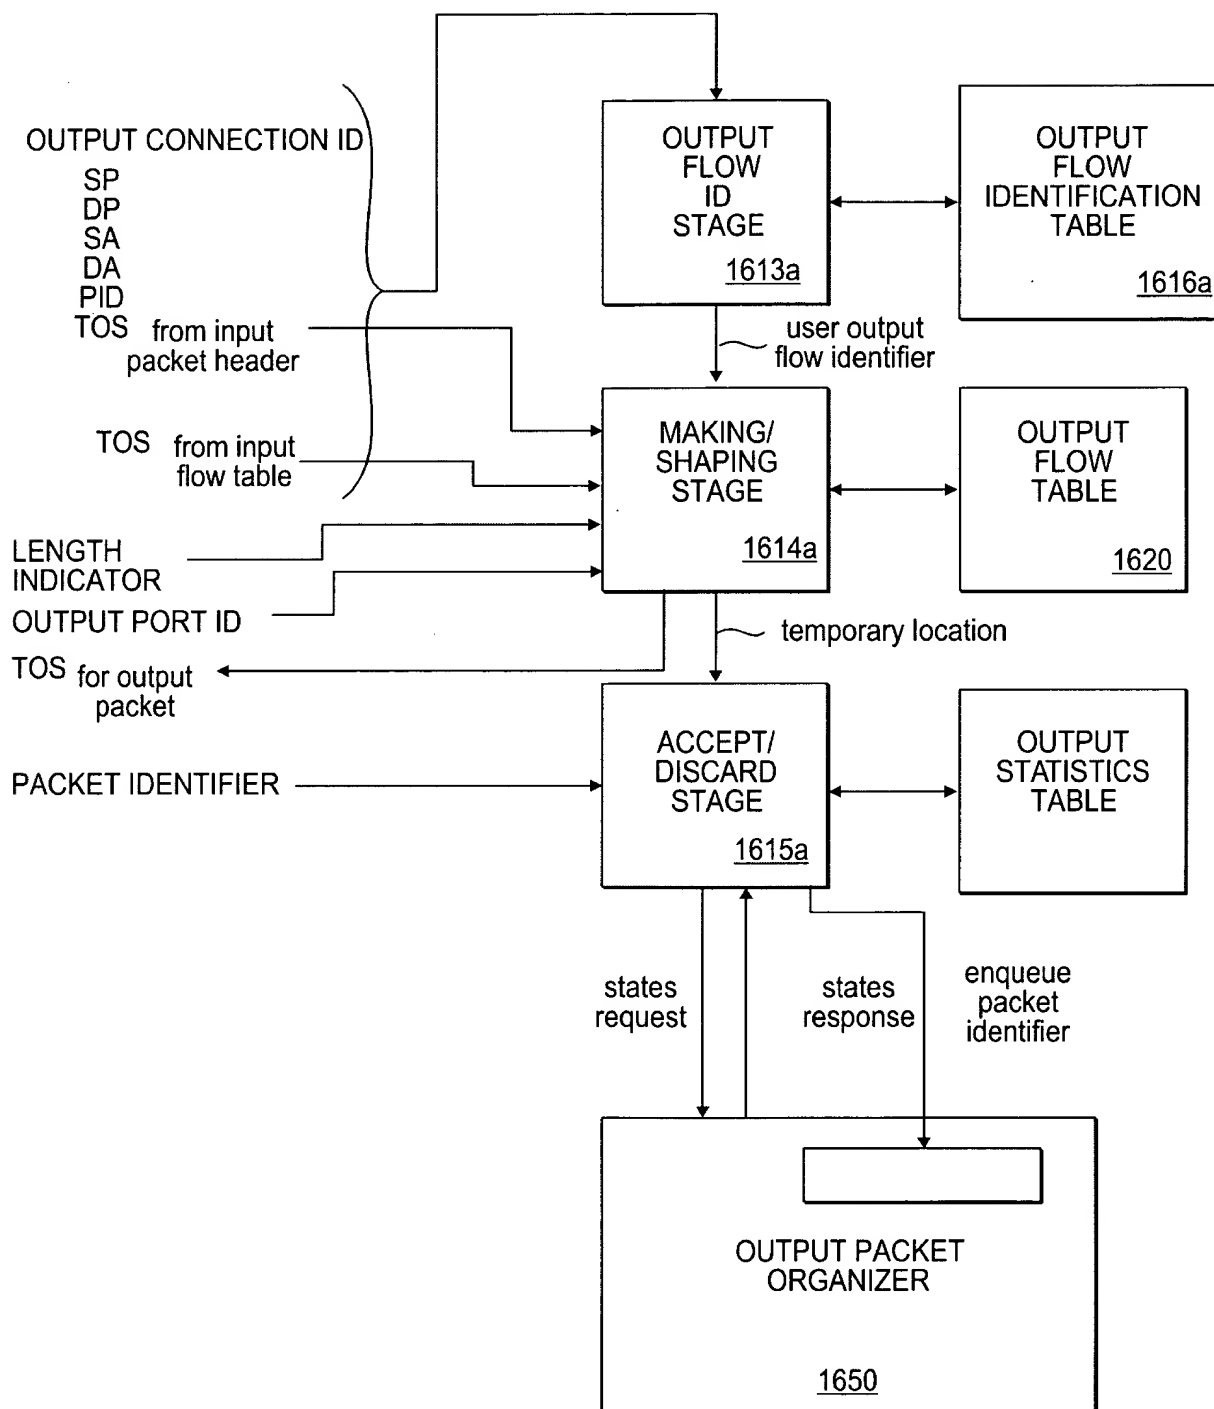 OUTPUT CONNECTION ID
SP
DP
SA
DA
PID
TOS from input
packet header
TOS from input
flow table
LENGTH
INDICATOR
OUTPUT PORT ID
TOS for output
packet
PACKET IDENTIFIER
OUTPUT
FLOW
ID
STAGE
1613a
OUTPUT
FLOW
IDENTIFICATION
TABLE
1616a
user output
flow identifier
MAKING/
SHAPING
STAGE
1614a
OUTPUT
FLOW
TABLE
1620
temporary location
ACCEPT/
DISCARD
STAGE
1615a
OUTPUT
STATISTICS
TABLE
states
request
states
response
enqueue
packet
identifier
OUTPUT PACKET
ORGANIZER
1650